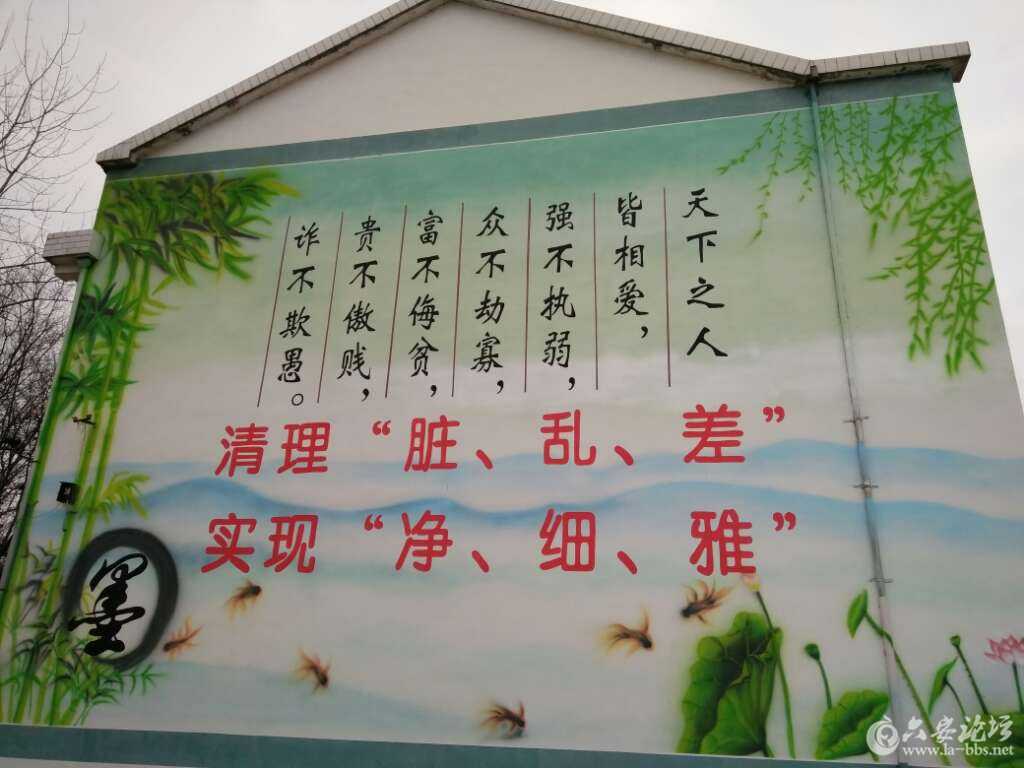 天下之人
皆相爱，
强不执弱，
众不劫寡，
富不侮贫，
贵不傲贱，
诈不欺愚。
清理“脏、乱、差”
实现“净、细、雅”
墨
六安论坛
www.la-bbs.net